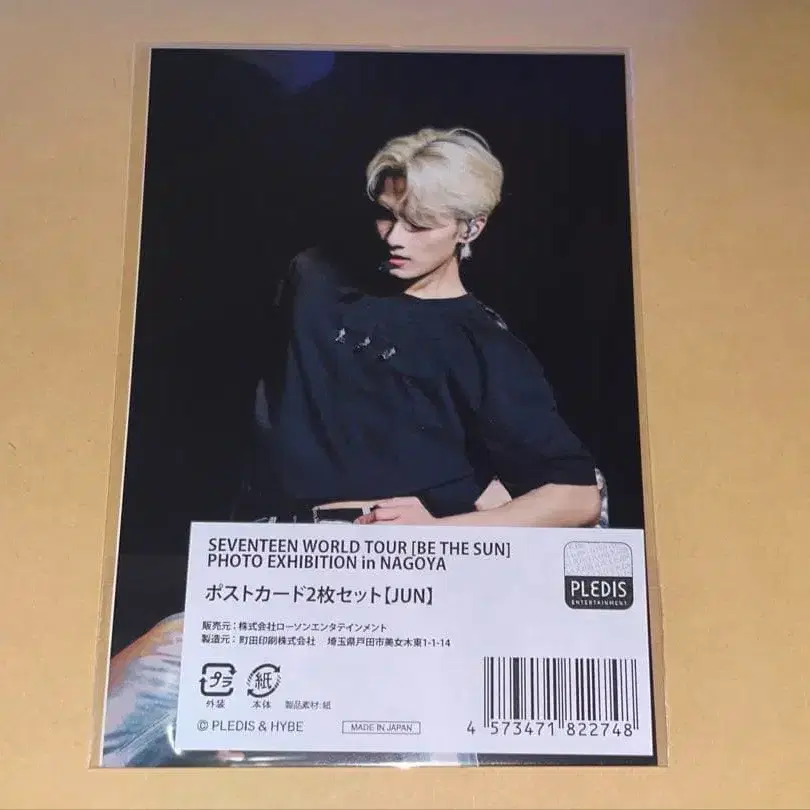 SEVENTEEN WORLD TOUR [BE THE SUN]
PHOTO EXHIBITION in NAGOYA
PLEDIS
ENTERTAINMENT
ポストカード2枚セット【JUN】
販売元：株式会社ローソンエンタテインメント
製造元：町田印刷株式会社 埼玉県戸田市美女木東1-1-14
プラ
外装
紙
本体
製品素材：紙
© PLEDIS & HYBE
MADE IN JAPAN
4 573471 822748